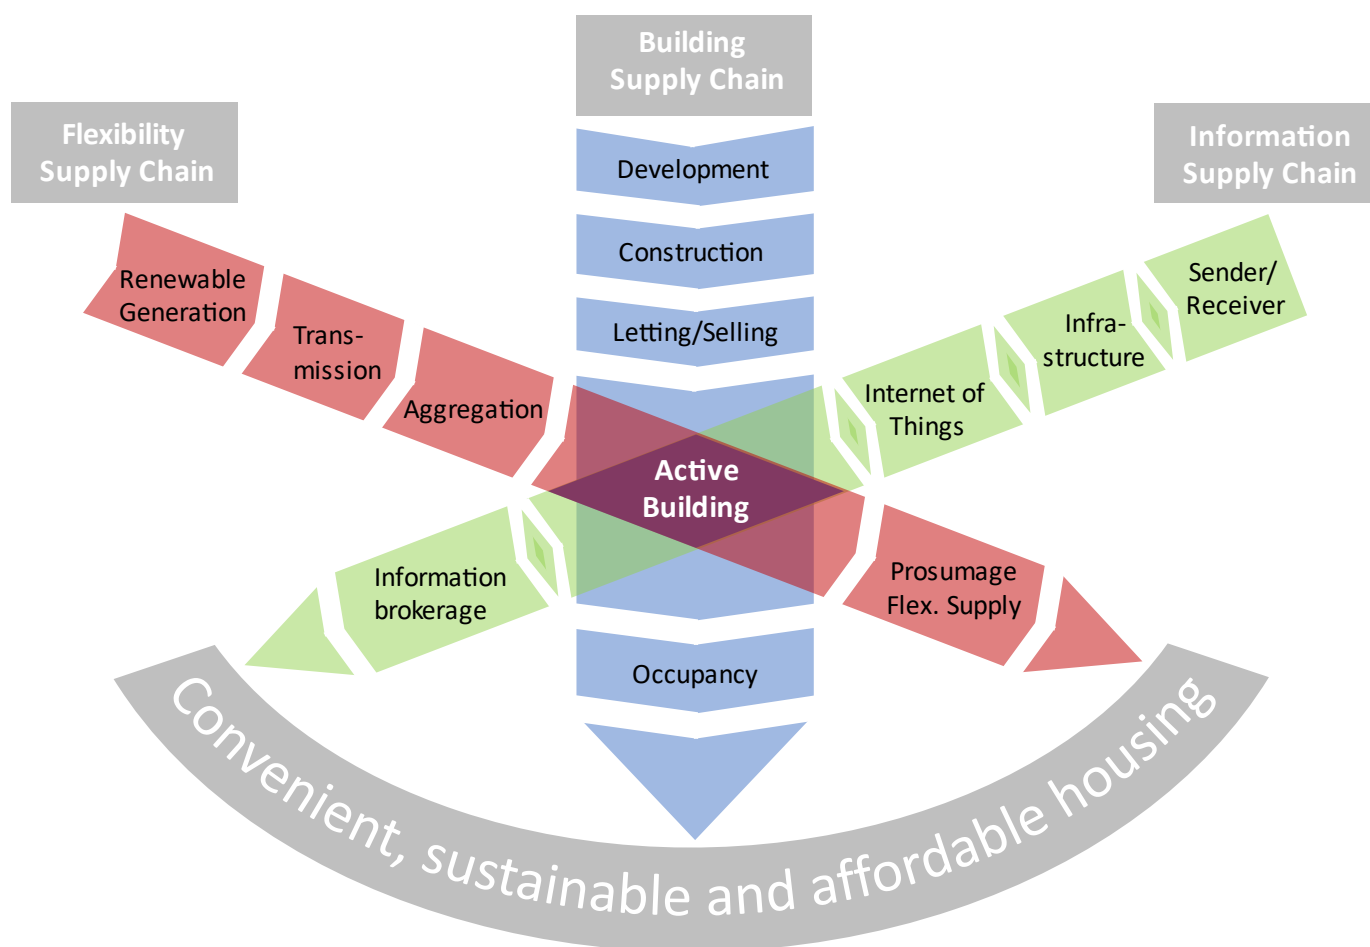 Building
Supply Chain
Flexibility
Supply Chain
Information
Supply Chain
Development
Construction
Letting/Selling
Renewable
Generation
Trans-
mission
Aggregation
Sender/
Receiver
Infra-
structure
Internet of
Things
Active
Building
Information
brokerage
Prosumage
Flex. Supply
Occupancy
Convenient, sustainable and affordable housing